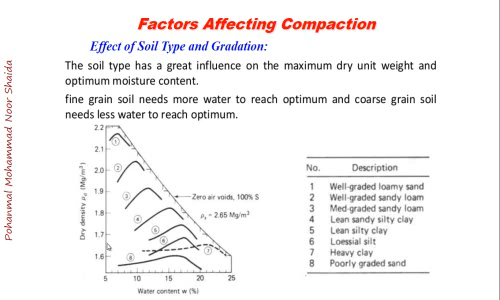 Factors Affecting Compaction
Effect of Soil Type and Gradation:
The soil type has a great influence on the maximum dry unit weight and
optimum moisture content.
fine grain soil needs more water to reach optimum and coarse grain soil
needs less water to reach optimum.
Pohanmal Mohammad Noor Shaida
2.2
2.1
2.0
1.9
1.8
1.7
1.6
Dry density ρd (Mg/m³)
1
2
3
4
5
6
7
8
Zero air voids, 100% S
ρs = 2.65 Mg/m³
5 10 15 20 25
Water content w (%)
No. Description
1 Well-graded loamy sand
2 Well-graded sandy loam
3 Med-graded sandy loam
4 Lean sandy silty clay
5 Lean silty clay
6 Loessial silt
7 Heavy clay
8 Poorly graded sand